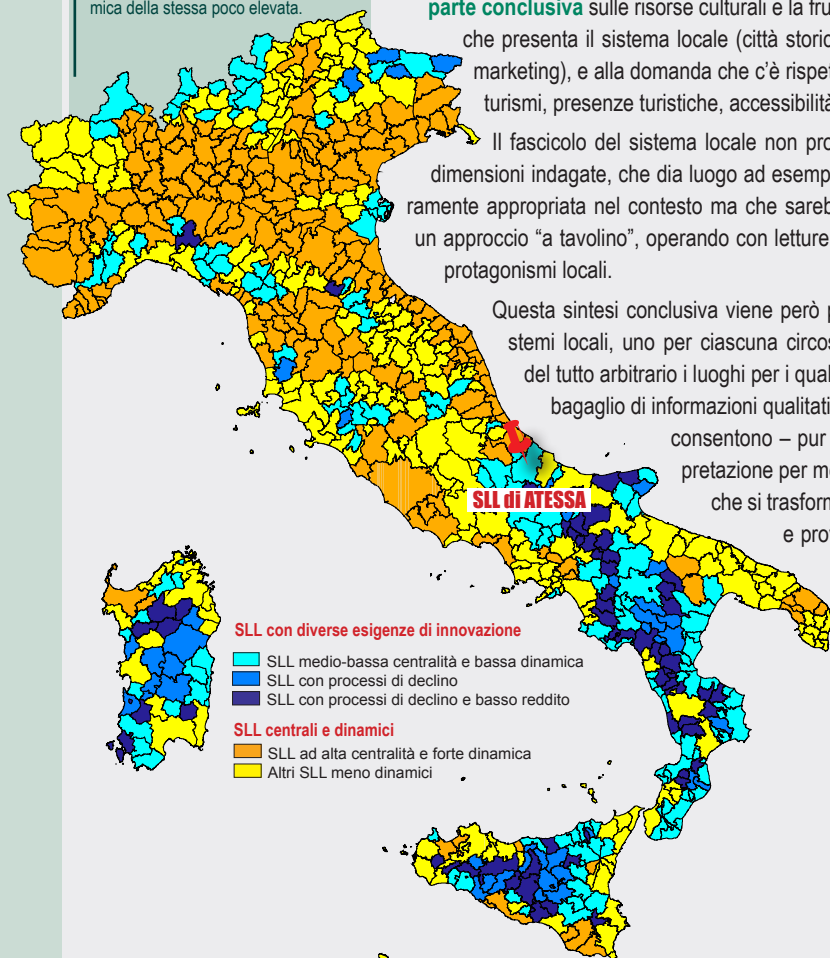 mica della stessa poco elevata.
parte conclusiva sulle risorse culturali e la fru
che presenta il sistema locale (città storic
marketing), e alla domanda che c'è rispet
turismi, presenze turistiche, accessibilità
Il fascicolo del sistema locale non pro
dimensioni indagate, che dia luogo ad esemp
ramente appropriata nel contesto ma che sareb
un approccio “a tavolino”, operando con letture
protagonismi locali.
Questa sintesi conclusiva viene però p
stemi locali, uno per ciascuna circos
del tutto arbitrario i luoghi per i qual
bagaglio di informazioni qualitati
consentono – pur
pretazione per me
che si trasform
e prot
SLL di ATESSA
SLL con diverse esigenze di innovazione
SLL medio-bassa centralità e bassa dinamica
SLL con processi di declino
SLL con processi di declino e basso reddito
SLL centrali e dinamici
SLL ad alta centralità e forte dinamica
Altri SLL meno dinamici